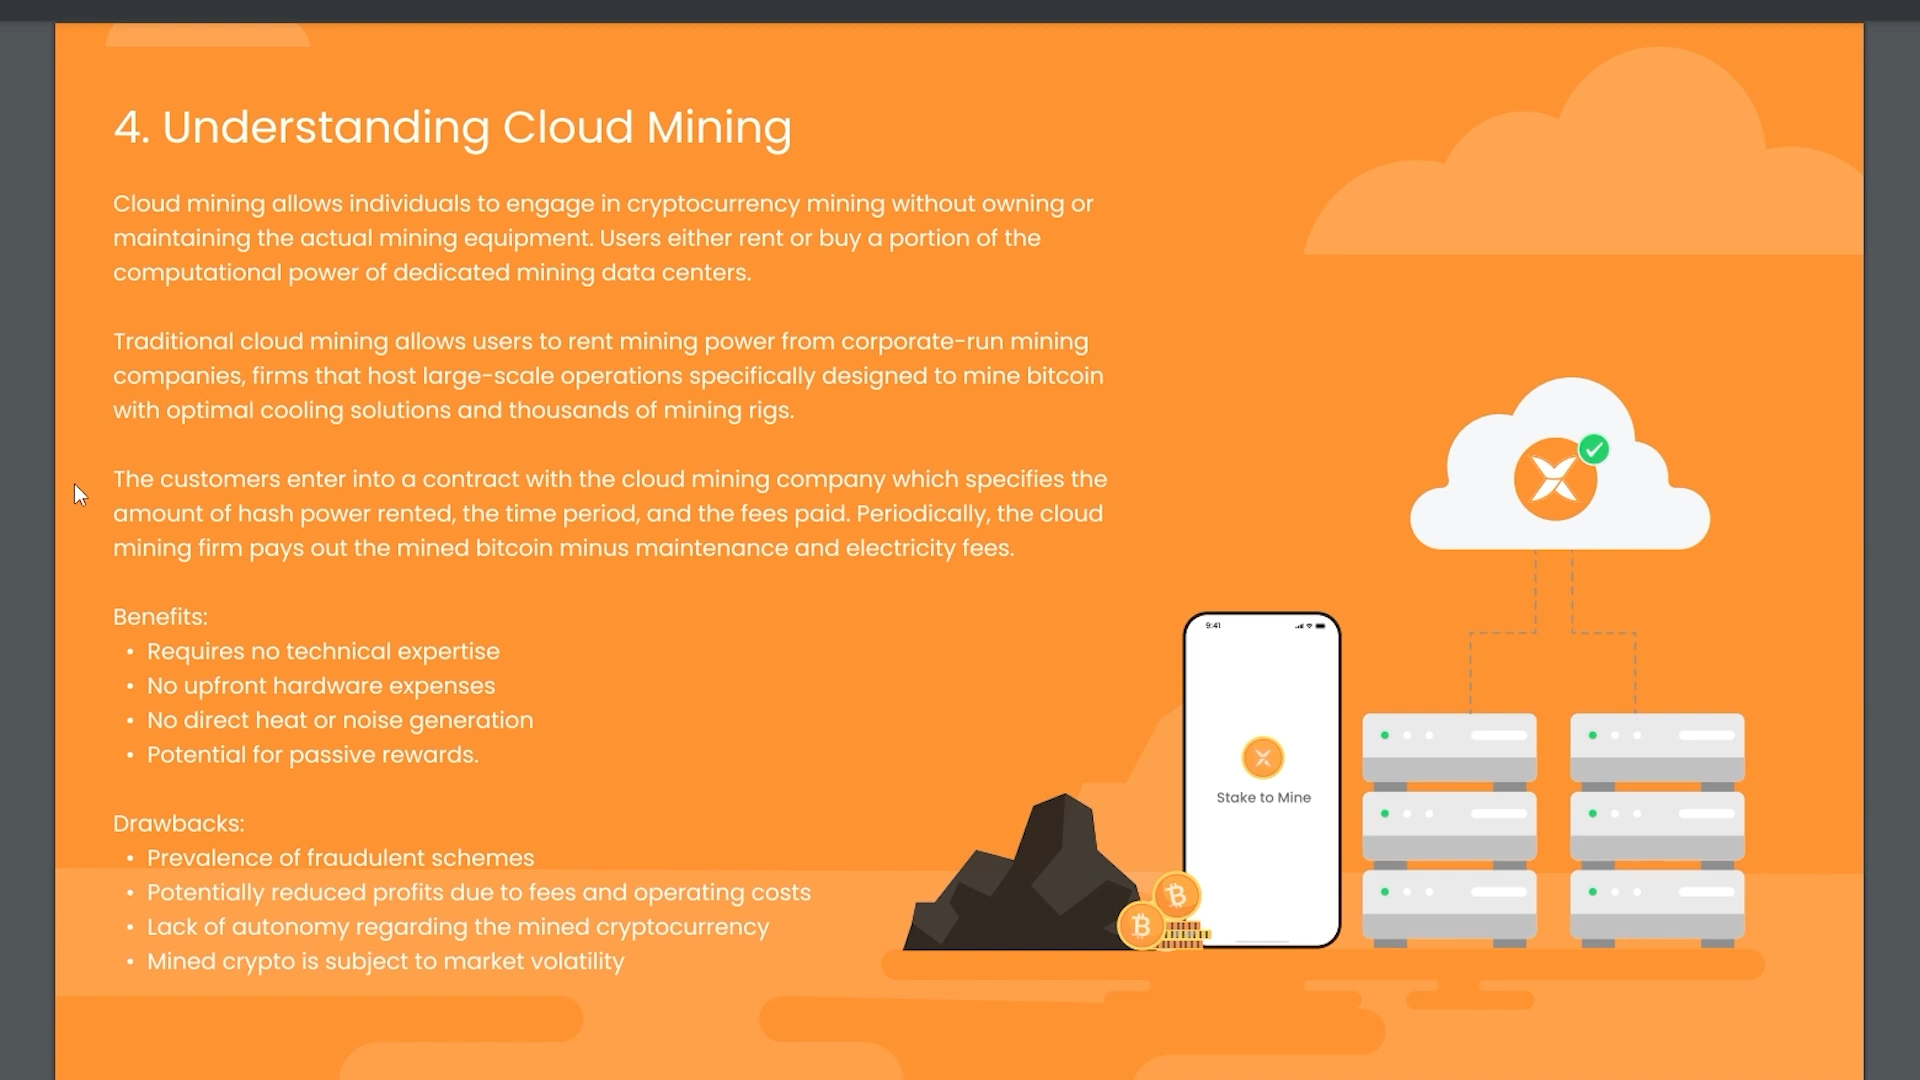 4. Understanding Cloud Mining
Cloud mining allows individuals to engage in cryptocurrency mining without owning or
maintaining the actual mining equipment. Users either rent or buy a portion of the
computational power of dedicated mining data centers.
Traditional cloud mining allows users to rent mining power from corporate-run mining
companies, firms that host large-scale operations specifically designed to mine bitcoin
with optimal cooling solutions and thousands of mining rigs.
The customers enter into a contract with the cloud mining company which specifies the
amount of hash power rented, the time period, and the fees paid. Periodically, the cloud
mining firm pays out the mined bitcoin minus maintenance and electricity fees.
Benefits:
• Requires no technical expertise
• No upfront hardware expenses
• No direct heat or noise generation
• Potential for passive rewards.
Drawbacks:
• Prevalence of fraudulent schemes
• Potentially reduced profits due to fees and operating costs
• Lack of autonomy regarding the mined cryptocurrency
• Mined crypto is subject to market volatility
9:41
Stake to Mine